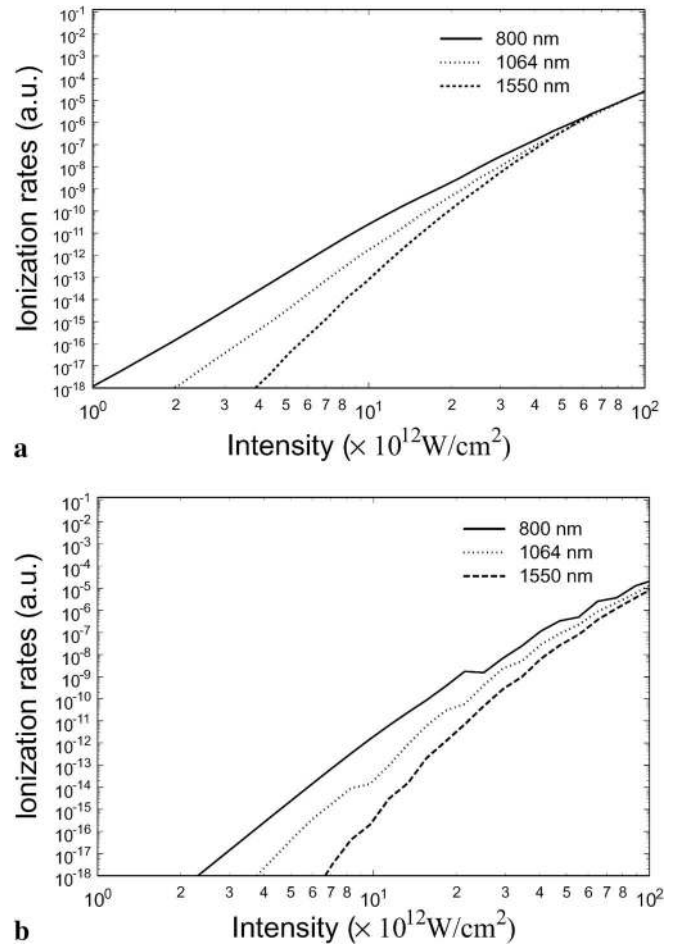 10⁻¹
10⁻²
10⁻³
10⁻⁴
10⁻⁵
10⁻⁶
10⁻⁷
10⁻⁸
10⁻⁹
10⁻¹⁰
10⁻¹¹
10⁻¹²
10⁻¹³
10⁻¹⁴
10⁻¹⁵
10⁻¹⁶
10⁻¹⁷
10⁻¹⁸
Ionization rates (a.u.)
800 nm
1064 nm
1550 nm
10⁰ 2 3 4 5 6 7 8 10¹ 2 3 4 5 6 7 8 10²
Intensity (× 10¹²W/cm²)
a
10⁻¹
10⁻²
10⁻³
10⁻⁴
10⁻⁵
10⁻⁶
10⁻⁷
10⁻⁸
10⁻⁹
10⁻¹⁰
10⁻¹¹
10⁻¹²
10⁻¹³
10⁻¹⁴
10⁻¹⁵
10⁻¹⁶
10⁻¹⁷
10⁻¹⁸
Ionization rates (a.u.)
800 nm
1064 nm
1550 nm
10⁰ 2 3 4 5 6 7 8 10¹ 2 3 4 5 6 7 8 10²
Intensity (× 10¹²W/cm²)
b